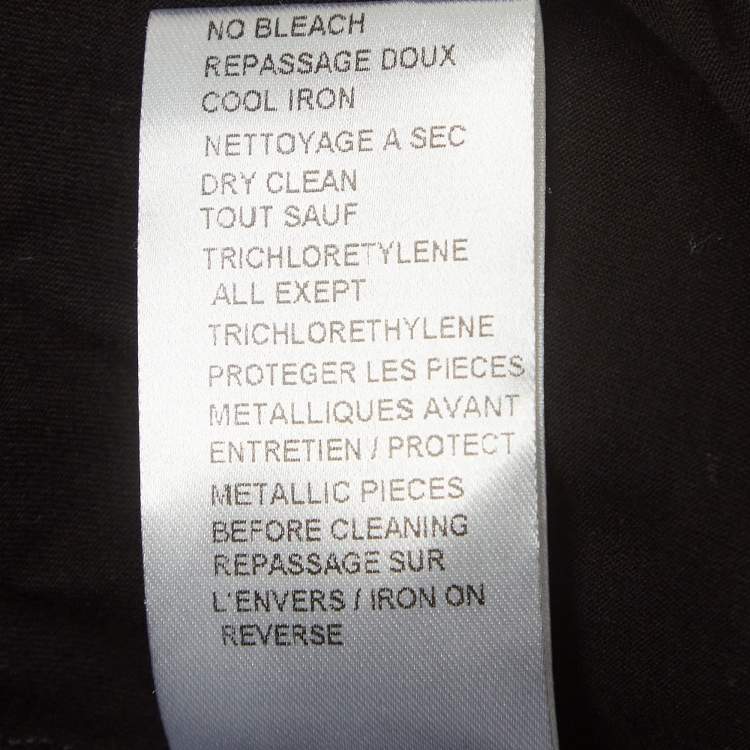 NO BLEACH
REPASSAGE DOUX
COOL IRON
NETTOYAGE A SEC
DRY CLEAN
TOUT SAUF
TRICHLORETYLENE
ALL EXEPT
TRICHLORETHYLENE
PROTEGER LES PIECES
METALLIQUES AVANT
ENTRETIEN / PROTECT
METALLIC PIECES
BEFORE CLEANING
REPASSAGE SUR
L'ENVERS / IRON ON
REVERSE